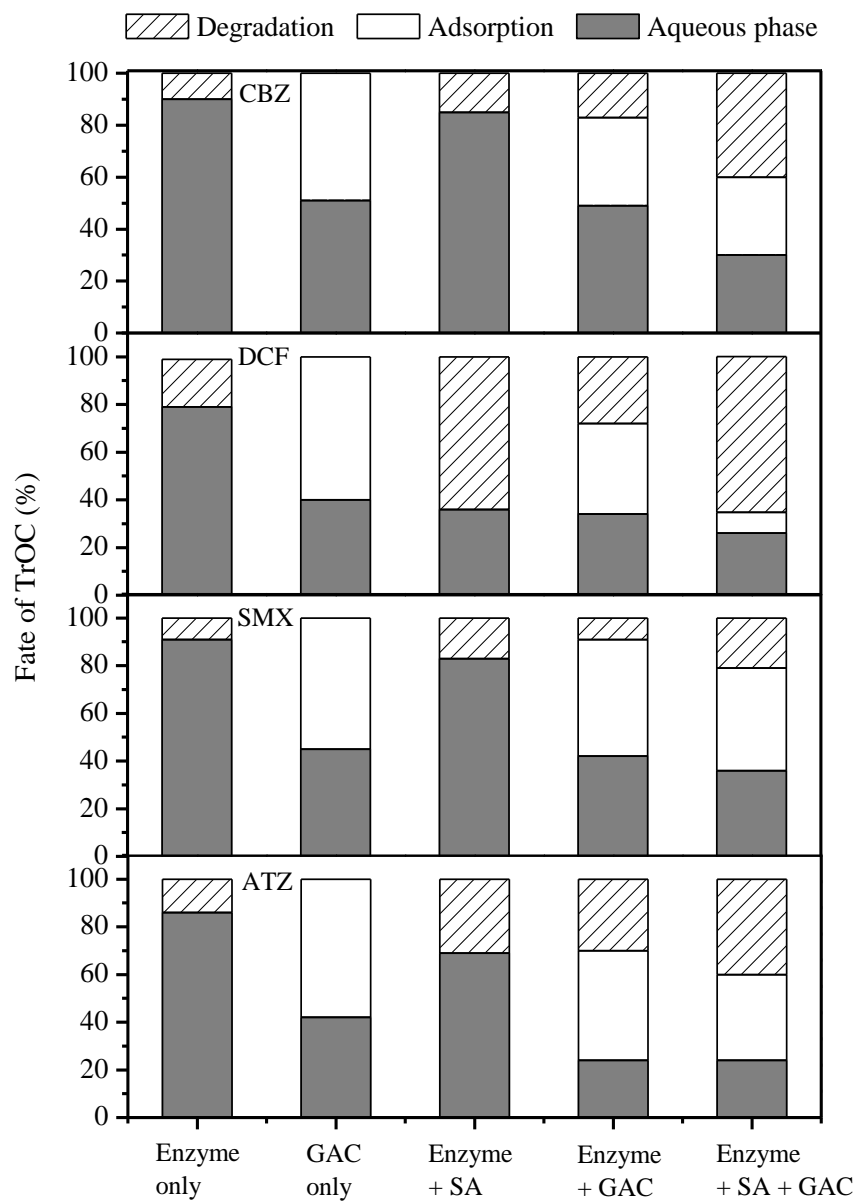 Degradation Adsorption Aqueous phase
Fate of TrOC (%)
100
80
60
40
20
0
CBZ
100
80
60
40
20
0
DCF
100
80
60
40
20
0
SMX
100
80
60
40
20
0
ATZ
Enzyme only
GAC only
Enzyme + SA
Enzyme + GAC
Enzyme + SA + GAC